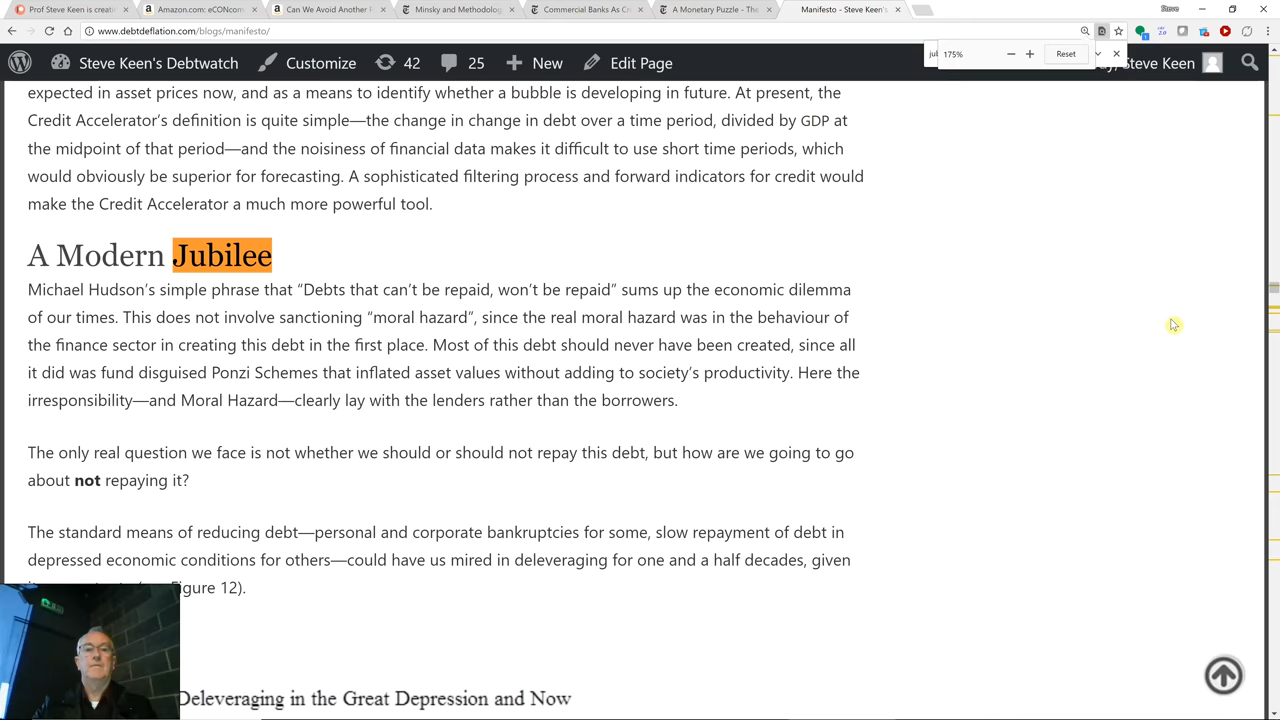 Prof Steve Keen is creati
Amazon.com: eCONcom
Can We Avoid Another F
Minsky and Methodolog
Commercial Banks As Cr
A Monetary Puzzle - The
Manifesto - Steve Keen's
Steve
www.debtdeflation.com/blogs/manifesto/
Steve Keen's Debtwatch
Customize
42
25
New
Edit Page
jul
175%
Reset
Steve Keen
expected in asset prices now, and as a means to identify whether a bubble is developing in future. At present, the
Credit Accelerator's definition is quite simple—the change in change in debt over a time period, divided by GDP at
the midpoint of that period—and the noisiness of financial data makes it difficult to use short time periods, which
would obviously be superior for forecasting. A sophisticated filtering process and forward indicators for credit would
make the Credit Accelerator a much more powerful tool.
A Modern Jubilee
Michael Hudson's simple phrase that “Debts that can't be repaid, won't be repaid” sums up the economic dilemma
of our times. This does not involve sanctioning “moral hazard”, since the real moral hazard was in the behaviour of
the finance sector in creating this debt in the first place. Most of this debt should never have been created, since all
it did was fund disguised Ponzi Schemes that inflated asset values without adding to society's productivity. Here the
irresponsibility—and Moral Hazard—clearly lay with the lenders rather than the borrowers.
The only real question we face is not whether we should or should not repay this debt, but how are we going to go
about not repaying it?
The standard means of reducing debt—personal and corporate bankruptcies for some, slow repayment of debt in
depressed economic conditions for others—could have us mired in deleveraging for one and a half decades, given
Figure 12).
Deleveraging in the Great Depression and Now